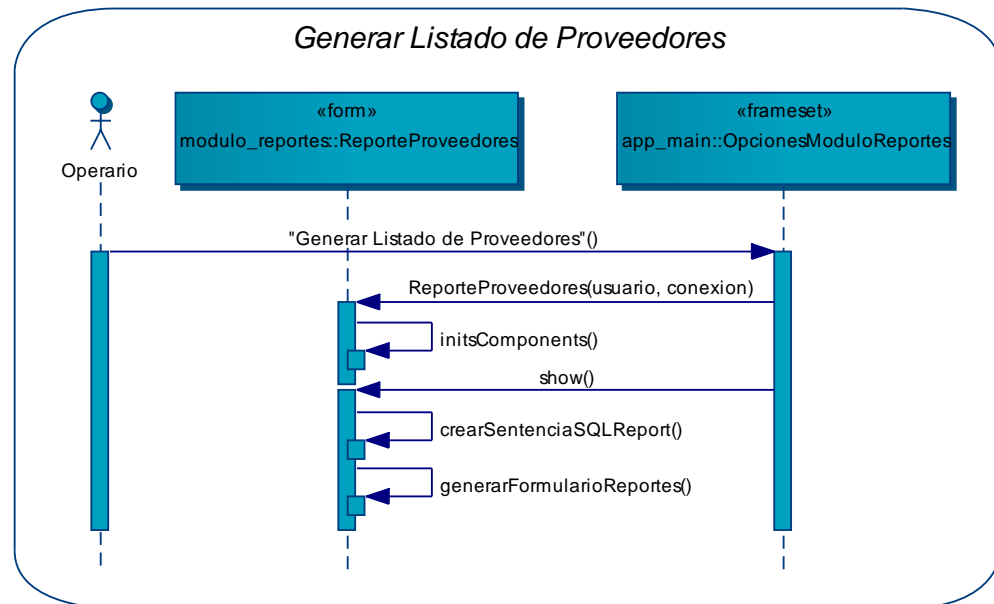 Generar Listado de Proveedores
«form»
modulo_reportes::ReporteProveedores
«frameset»
app_main::OpcionesModuloReportes
Operario
"Generar Listado de Proveedores"()
ReporteProveedores(usuario, conexion)
initsComponents()
show()
crearSentenciaSQLReport()
generarFormularioReportes()